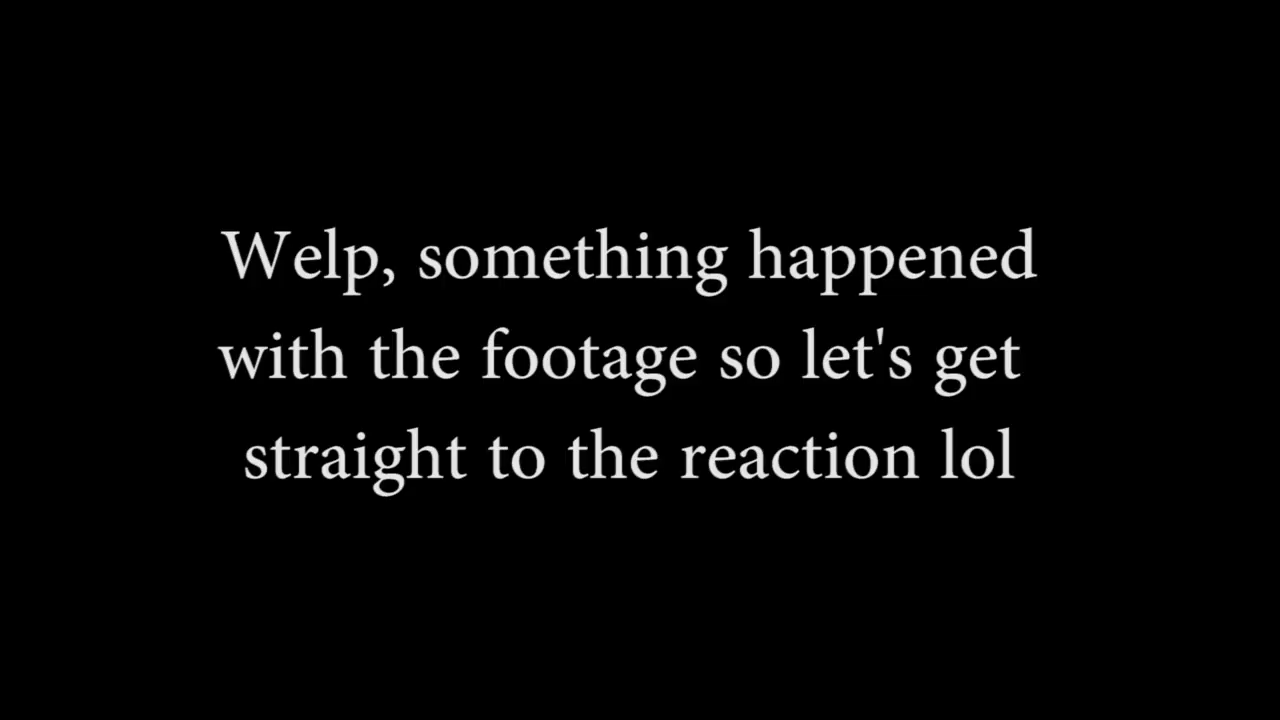 Welp, something happened
with the footage so let's get
straight to the reaction lol